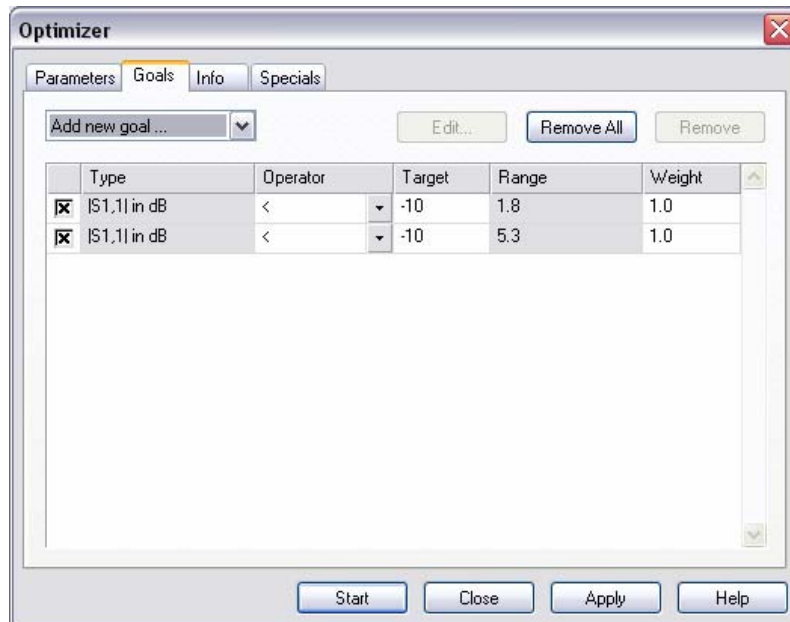 Optimizer
Parameters Goals Info Specials
Add new goal ... Edit... Remove All Remove
Type Operator Target Range Weight
|S1,1| in dB < -10 1.8 1.0
|S1,1| in dB < -10 5.3 1.0
Start Close Apply Help